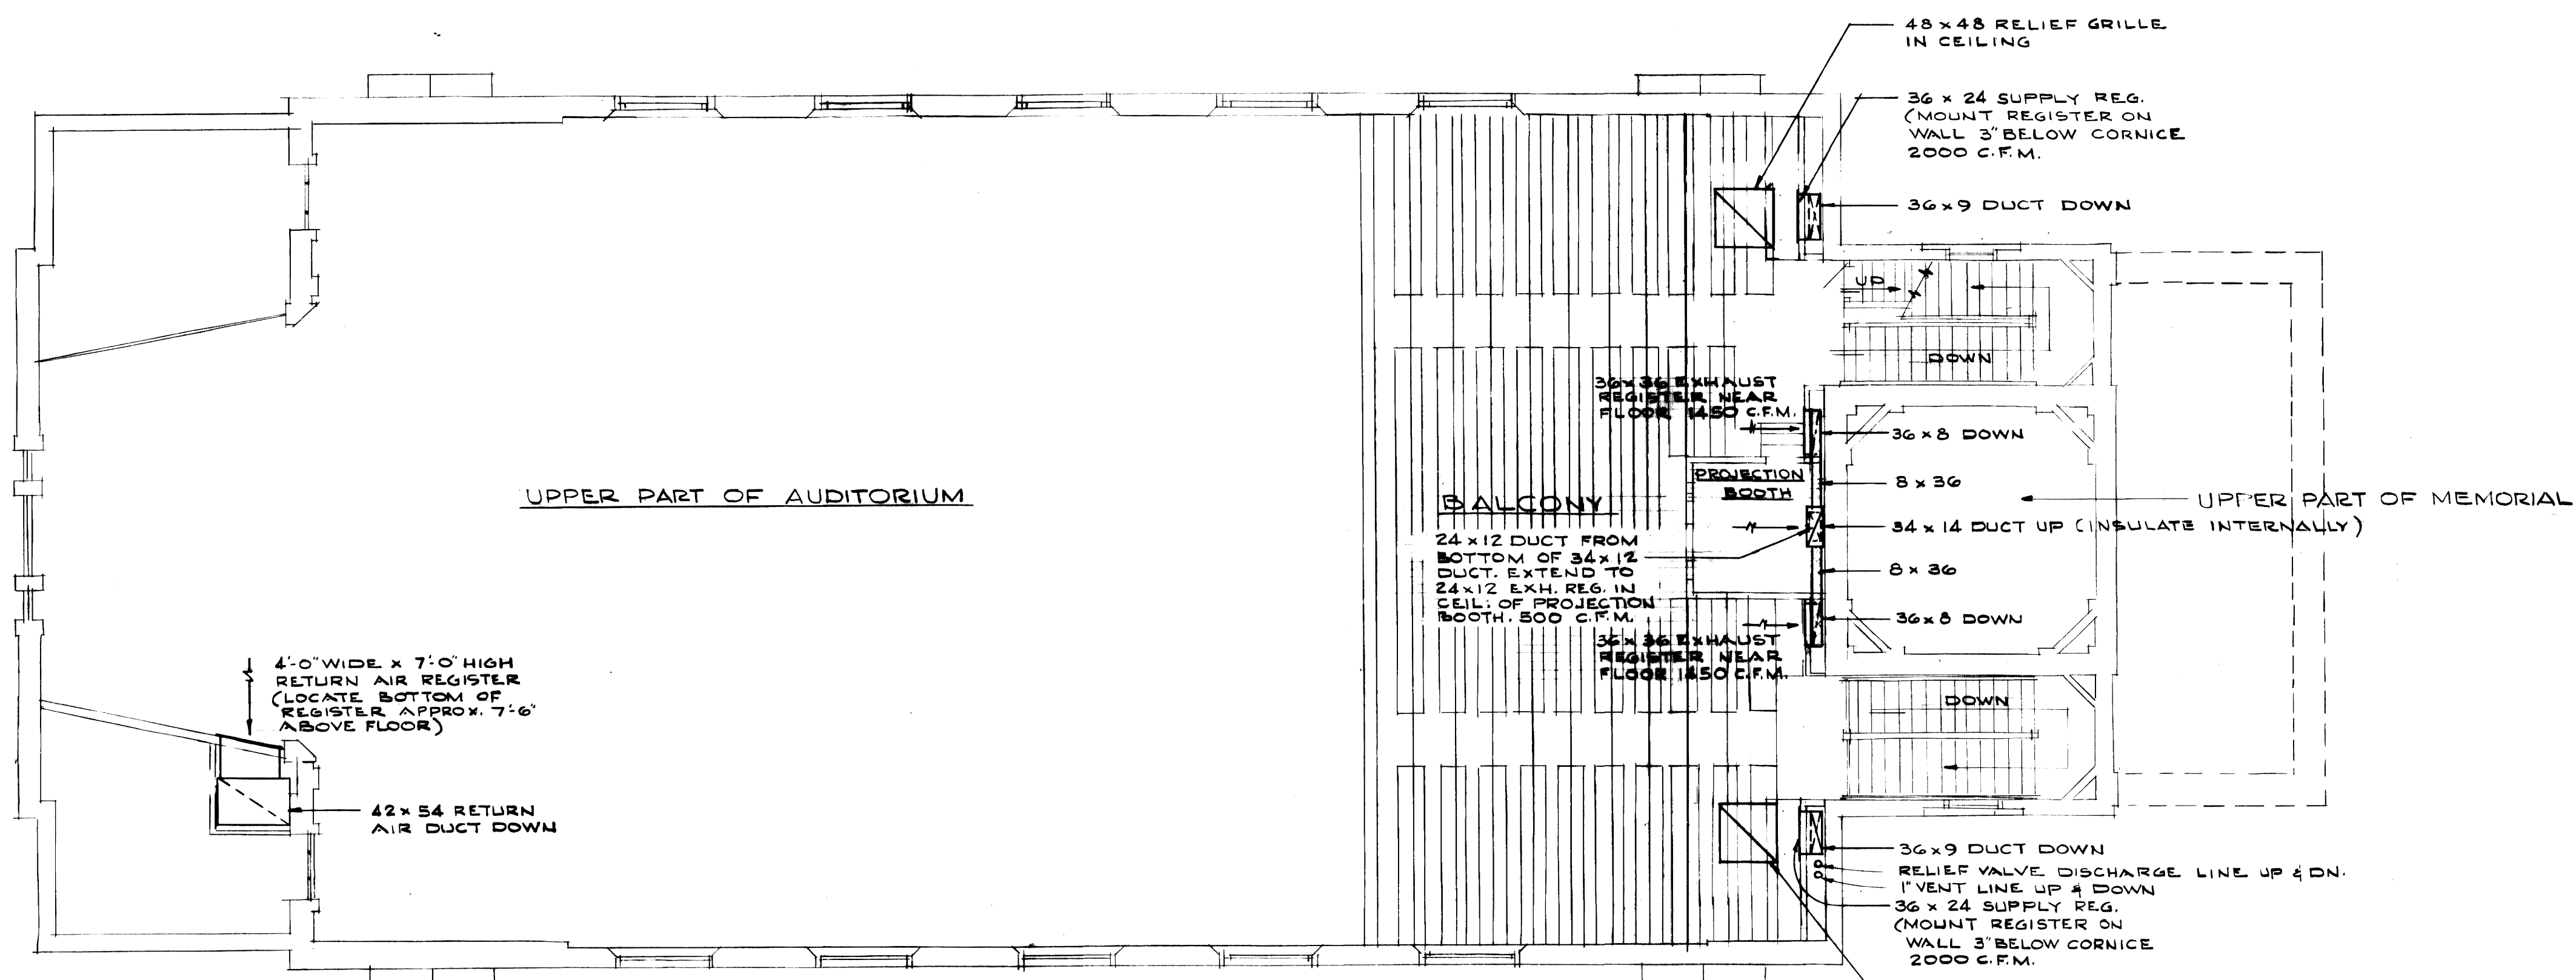 48 x 48 RELIEF GRILLE
IN CEILING
36 x 24 SUPPLY REG.
(MOUNT REGISTER ON
WALL 3" BELOW CORNICE
2000 C.F.M.
36 x 9 DUCT DOWN
UP
DOWN
36 x 36 EXHAUST
REGISTER NEAR
FLOOR 1450 C.F.M.
36 x 8 DOWN
PROJECTION
BOOTH
8 x 36
UPPER PART OF AUDITORIUM
BALCONY
UPPER PART OF MEMORIAL
34 x 14 DUCT UP (INSULATE INTERNALLY)
24 x 12 DUCT FROM
BOTTOM OF 34 x 12
DUCT. EXTEND TO
24 x 12 EXH. REG. IN
CEIL: OF PROJECTION
BOOTH. 500 C.F.M.
8 x 36
36 x 8 DOWN
36 x 36 EXHAUST
REGISTER NEAR
FLOOR 1450 C.F.M.
4'-0" WIDE x 7'-0" HIGH
RETURN AIR REGISTER
(LOCATE BOTTOM OF
REGISTER APPROX. 7'-6"
ABOVE FLOOR)
DOWN
42 x 54 RETURN
AIR DUCT DOWN
36 x 9 DUCT DOWN
RELIEF VALVE DISCHARGE LINE UP & DN.
1" VENT LINE UP & DOWN
36 x 24 SUPPLY REG.
(MOUNT REGISTER ON
WALL 3" BELOW CORNICE
2000 C.F.M.